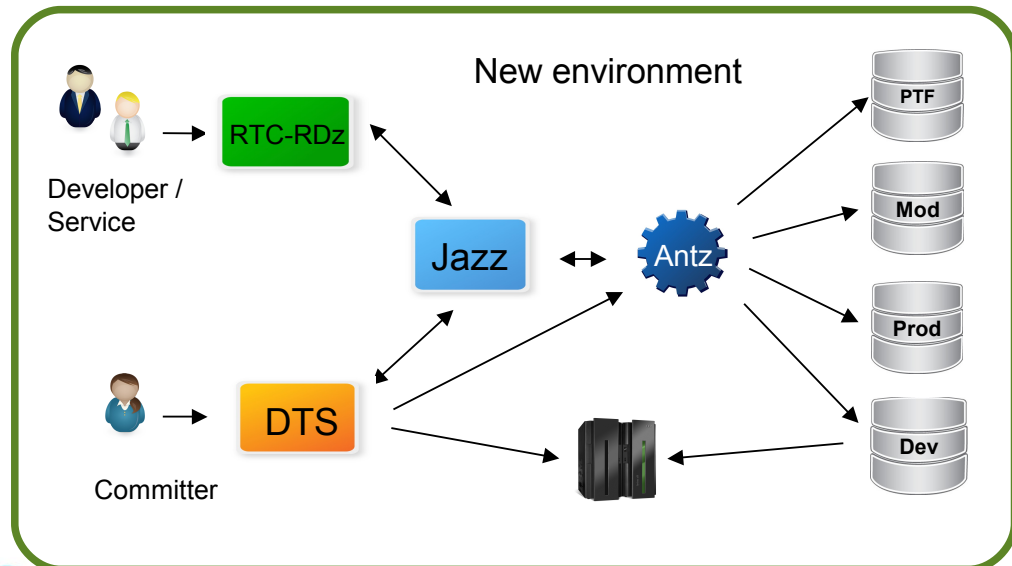 New environment
PTF
RTC-RDz
Developer /
Service
Mod
Jazz
Antz
Prod
DTS
Dev
Committer